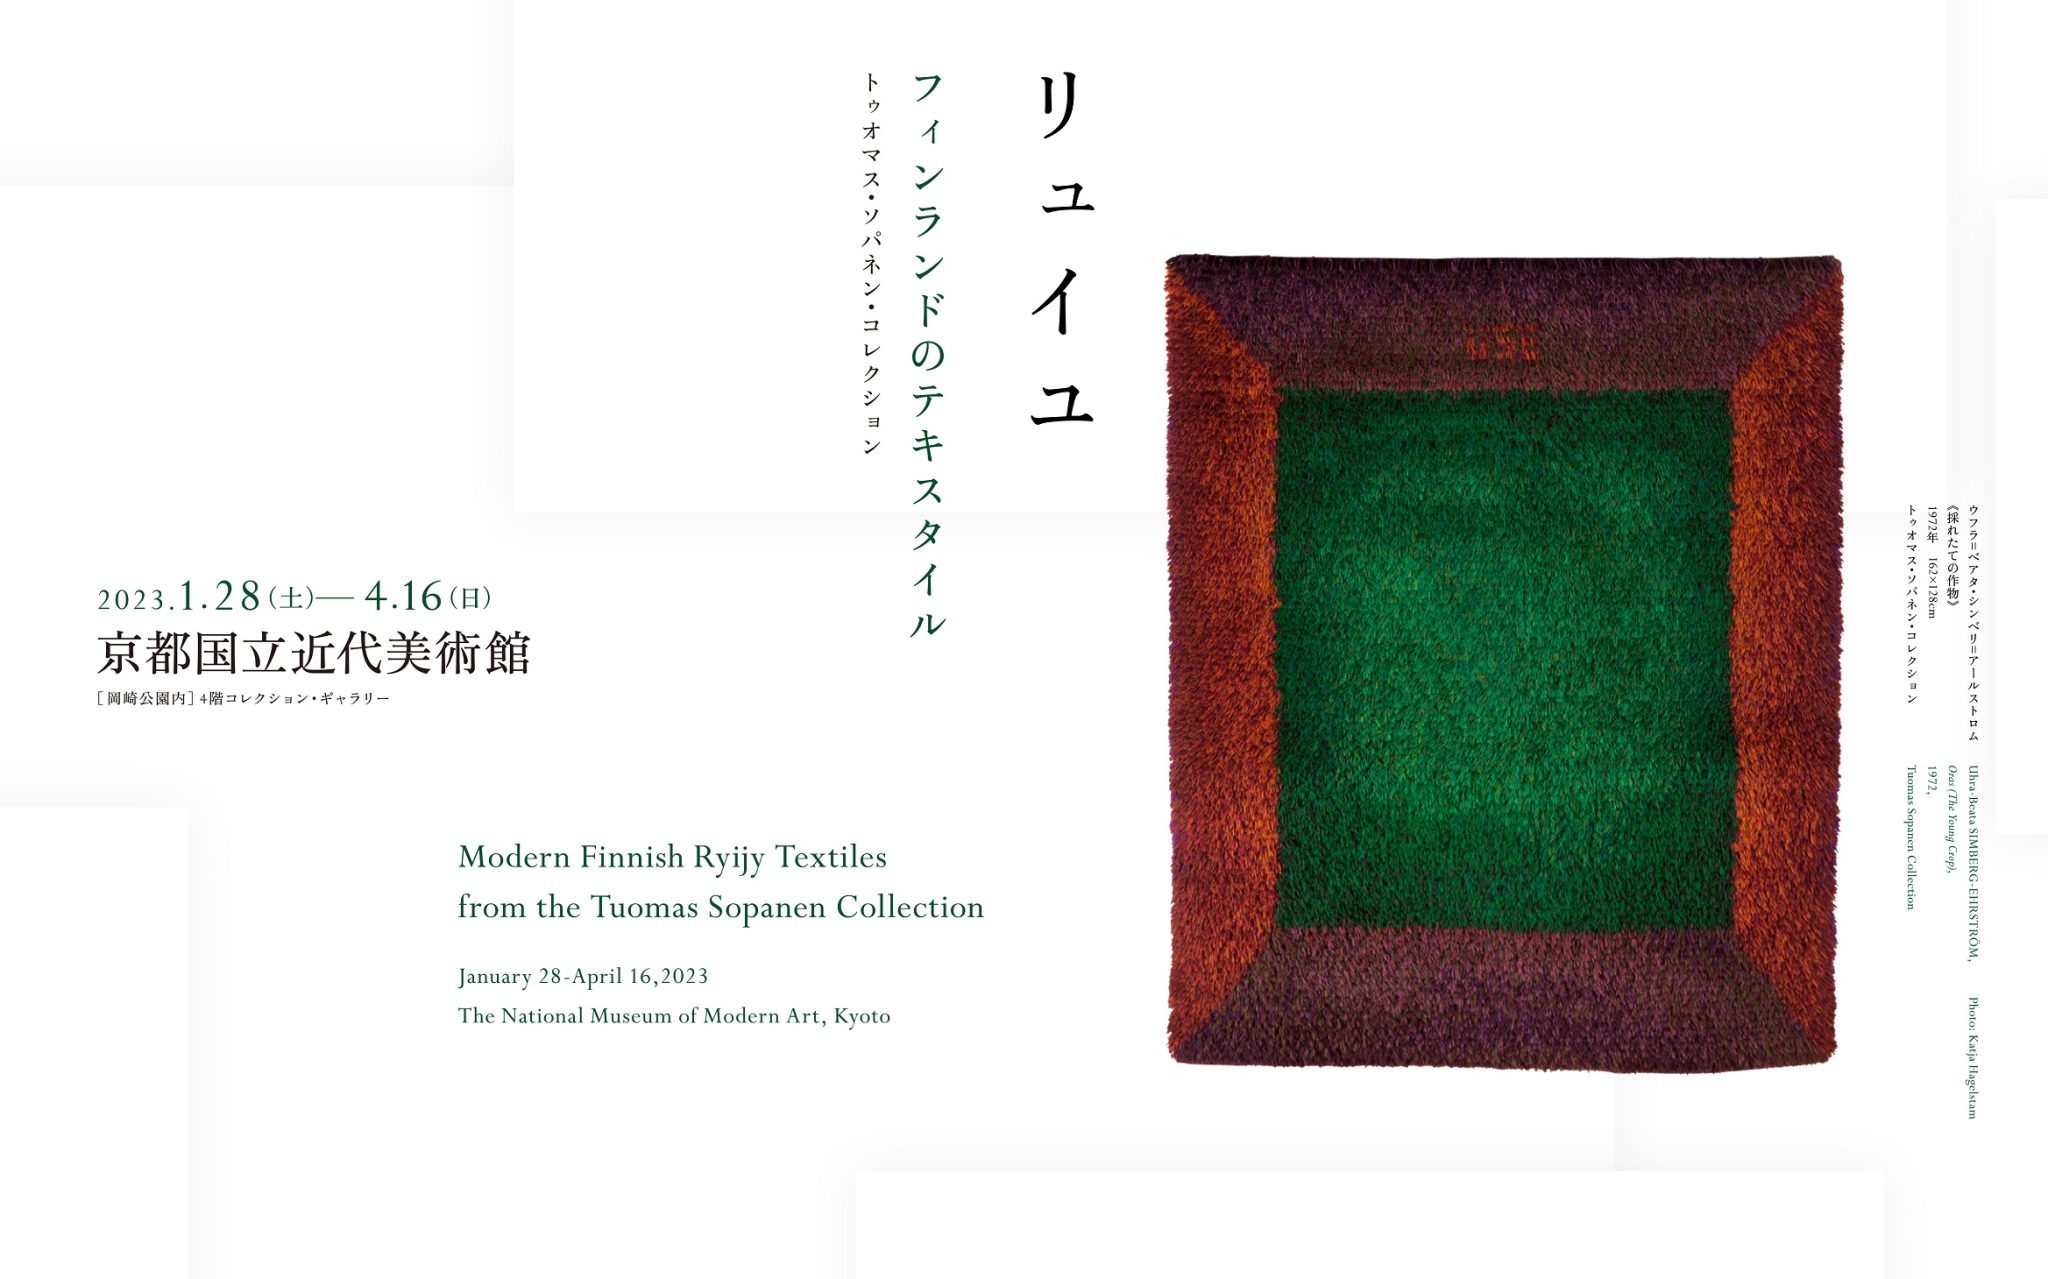 リュイユ
フィンランドのテキスタイル
トゥオマス・ソパネン・コレクション
2023.1.28(土)—4.16(日)
京都国立近代美術館
[岡崎公園内]4階コレクション・ギャラリー
Modern Finnish Ryijy Textiles
from the Tuomas Sopanen Collection
January 28-April 16,2023
The National Museum of Modern Art, Kyoto
USE
ウフラ=ベアタ・シンベリ=アールストロム
《採れたての作物》
1972年 162×128cm
トゥオマス・ソパネン・コレクション
Uhra-Beata SIMBERG-EHRSTRÖM,
Oras (The Young Crop),
1972,
Tuomas Sopanen Collection
Photo: Katja Hagelstam